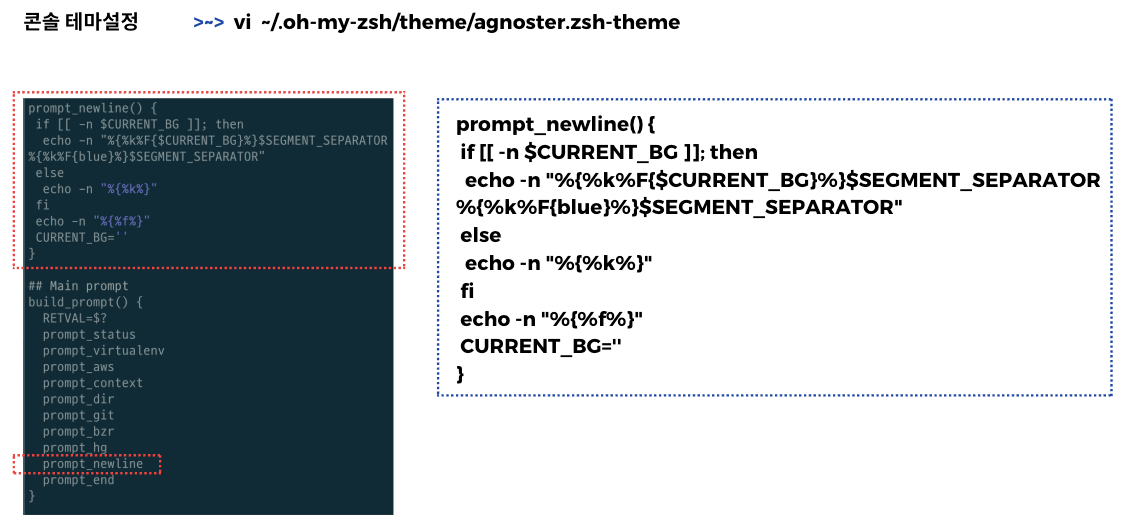 콘솔 테마설정 >~> vi ~/.oh-my-zsh/theme/agnoster.zsh-theme
prompt_newline() {
if [[ -n $CURRENT_BG ]]; then
echo -n "%{%k%F{$CURRENT_BG}%}$SEGMENT_SEPARATOR
%{%k%F{blue}%}$SEGMENT_SEPARATOR"
else
echo -n "%{%k%}"
fi
echo -n "%{%f%}"
CURRENT_BG=''
}
## Main prompt
build_prompt() {
RETVAL=$?
prompt_status
prompt_virtualenv
prompt_aws
prompt_context
prompt_dir
prompt_git
prompt_bzr
prompt_hg
prompt_newline
prompt_end
}
prompt_newline() {
if [[ -n $CURRENT_BG ]]; then
echo -n "%{%k%F{$CURRENT_BG}%}$SEGMENT_SEPARATOR
%{%k%F{blue}%}$SEGMENT_SEPARATOR"
else
echo -n "%{%k%}"
fi
echo -n "%{%f%}"
CURRENT_BG=''
}